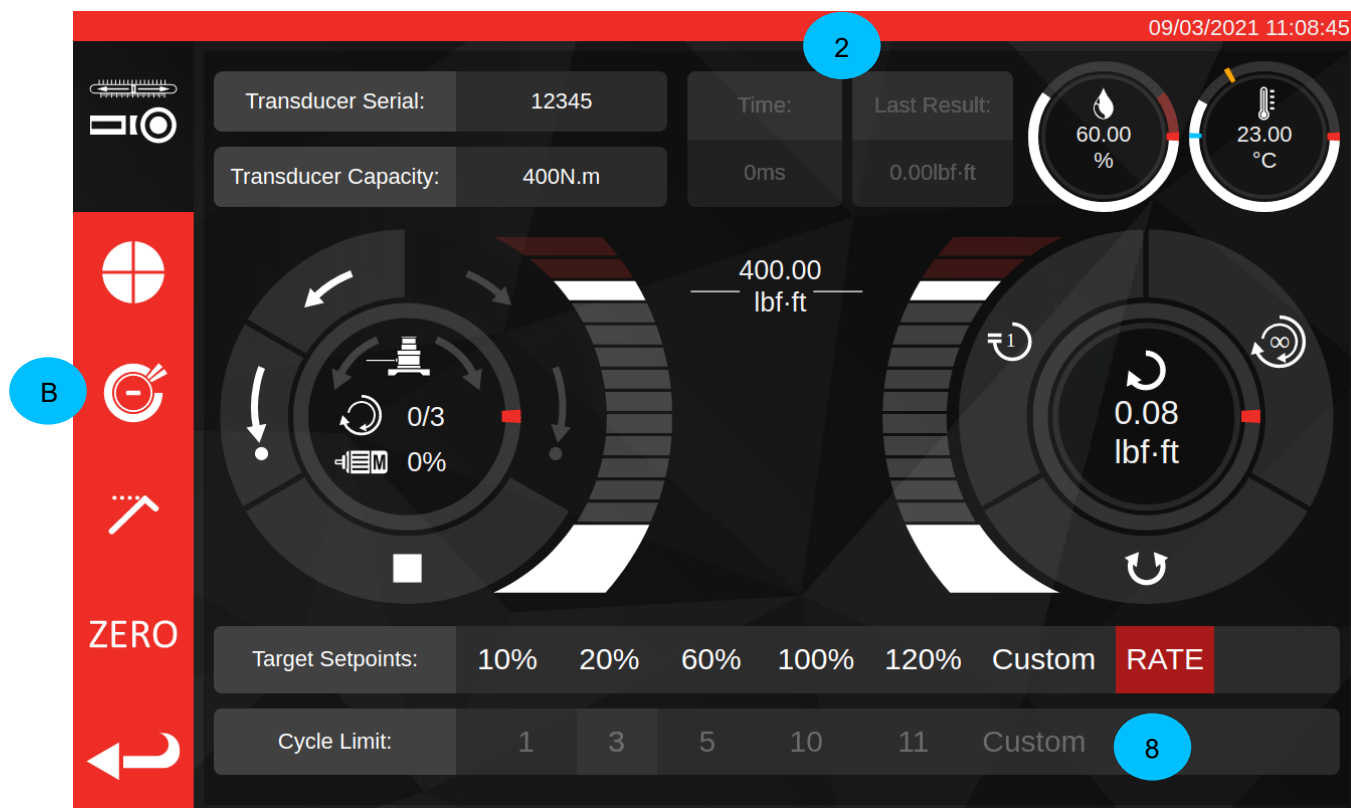 09/03/2021 11:08:45
2
Transducer Serial: 12345
Time: Last Result:
60.00
%
23.00
°C
Transducer Capacity: 400N.m
0ms 0.00lbf·ft
400.00
lbf·ft
B
0/3
M 0%
1
∞
0.08
lbf·ft
ZERO
Target Setpoints: 10% 20% 60% 100% 120% Custom RATE
Cycle Limit: 1 3 5 10 11 Custom
8